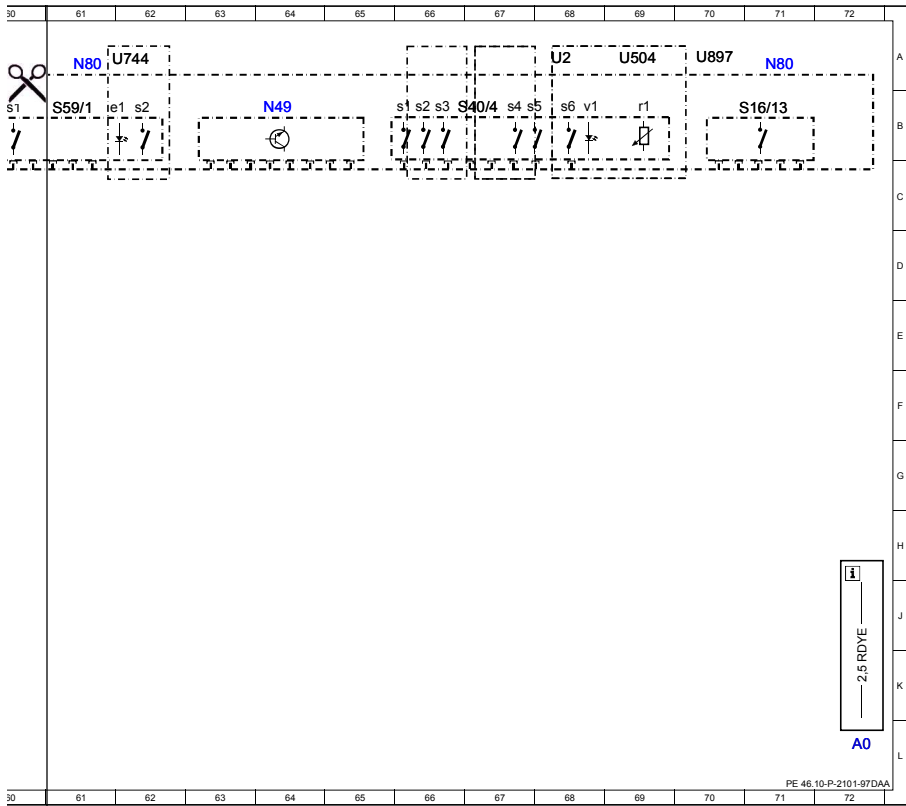 60 61 62 63 64 65 66 67 68 69 70 71 72
N80 U744 U2 U504 U897 N80
A
s1 S59/1 e1 s2 N49 s1 s2 s3 S40/4 s4 s5 s6 v1 r1 S16/13
B
C
D
E
F
G
H
i
J
2,5 RDYE
K
A0
L
PE 46.10-P-2101-97DAA
60 61 62 63 64 65 66 67 68 69 70 71 72